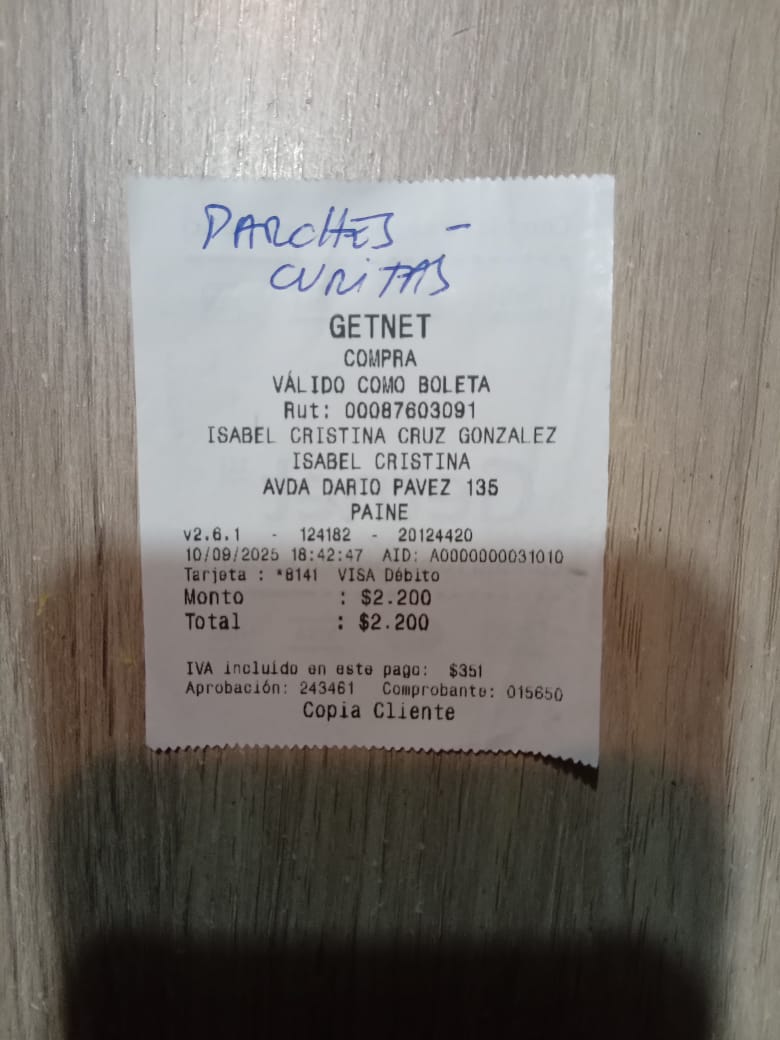 PARCHES -
CURITAS
GETNET
COMPRA
VÁLIDO COMO BOLETA
Rut: 00087603091
ISABEL CRISTINA CRUZ GONZALEZ
ISABEL CRISTINA
AVDA DARIO PAVEZ 135
PAINE
v2.6.1 - 124182 - 20124420
10/09/2025 18:42:47 AID: A0000000031010
Tarjeta : *8141 VISA Débito
Monto : $2.200
Total : $2.200
IVA incluido en este pago: $351
Aprobación: 243461 Comprobante: 015650
Copia Cliente